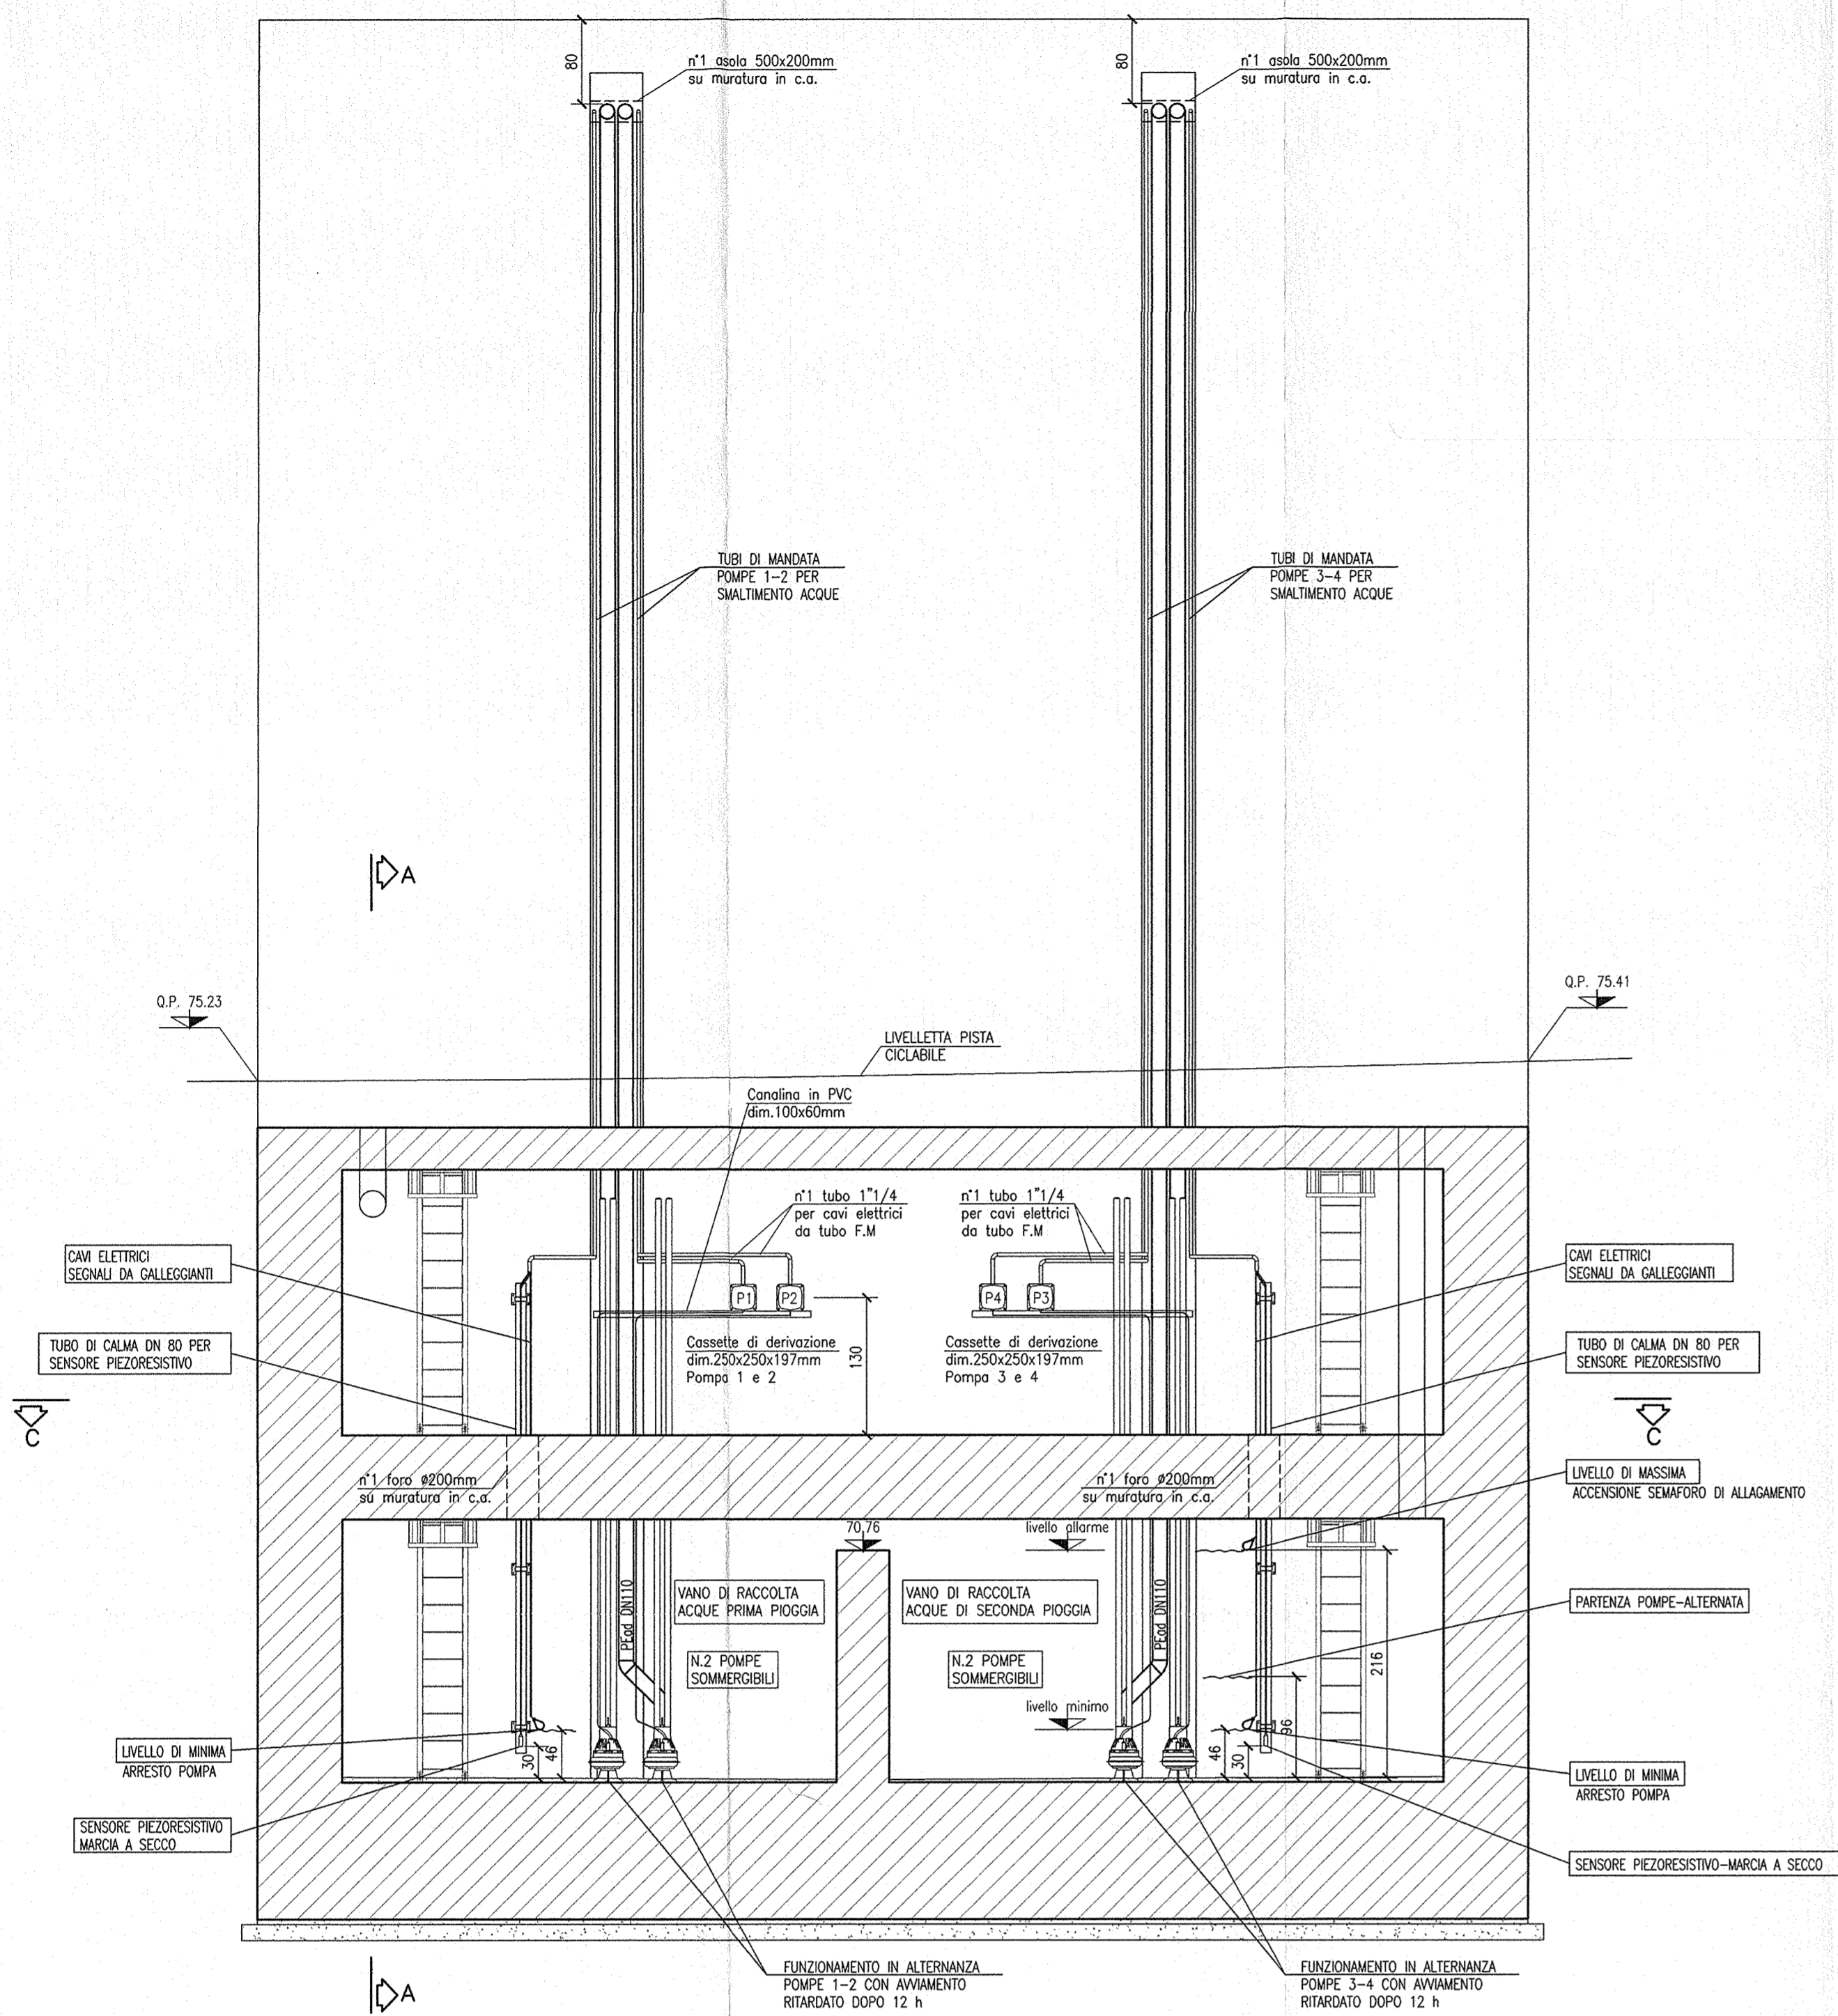 80
n°1 asola 500x200mm
su muratura in c.a.
80
n°1 asola 500x200mm
su muratura in c.a.
TUBI DI MANDATA
POMPE 1-2 PER
SMALTIMENTO ACQUE
TUBI DI MANDATA
POMPE 3-4 PER
SMALTIMENTO ACQUE
A
Q.P. 75.23
Q.P. 75.41
LIVELLETTA PISTA
CICLABILE
Canalina in PVC
dim.100x60mm
n°1 tubo 1"1/4
per cavi elettrici
da tubo F.M
n°1 tubo 1"1/4
per cavi elettrici
da tubo F.M
CAVI ELETTRICI
SEGNALI DA GALLEGGIANTI
CAVI ELETTRICI
SEGNALI DA GALLEGGIANTI
P1
P2
P4
P3
TUBO DI CALMA DN 80 PER
SENSORE PIEZORESISTIVO
Cassette di derivazione
dim.250x250x197mm
Pompa 1 e 2
130
Cassette di derivazione
dim.250x250x197mm
Pompa 3 e 4
TUBO DI CALMA DN 80 PER
SENSORE PIEZORESISTIVO
C
C
n°1 foro ø200mm
su muratura in c.a.
n°1 foro ø200mm
su muratura in c.a.
LIVELLO DI MASSIMA
ACCENSIONE SEMAFORO DI ALLAGAMENTO
70,76
livello allarme
PEad DN110
VANO DI RACCOLTA
ACQUE PRIMA PIOGGIA
VANO DI RACCOLTA
ACQUE DI SECONDA PIOGGIA
PEad DN110
PARTENZA POMPE-ALTERNATA
N.2 POMPE
SOMMERGIBILI
N.2 POMPE
SOMMERGIBILI
216
livello minimo
LIVELLO DI MINIMA
ARRESTO POMPA
30
46
46
30
96
LIVELLO DI MINIMA
ARRESTO POMPA
SENSORE PIEZORESISTIVO
MARCIA A SECCO
SENSORE PIEZORESISTIVO-MARCIA A SECCO
A
FUNZIONAMENTO IN ALTERNANZA
POMPE 1-2 CON AVVIAMENTO
RITARDATO DOPO 12 h
FUNZIONAMENTO IN ALTERNANZA
POMPE 3-4 CON AVVIAMENTO
RITARDATO DOPO 12 h